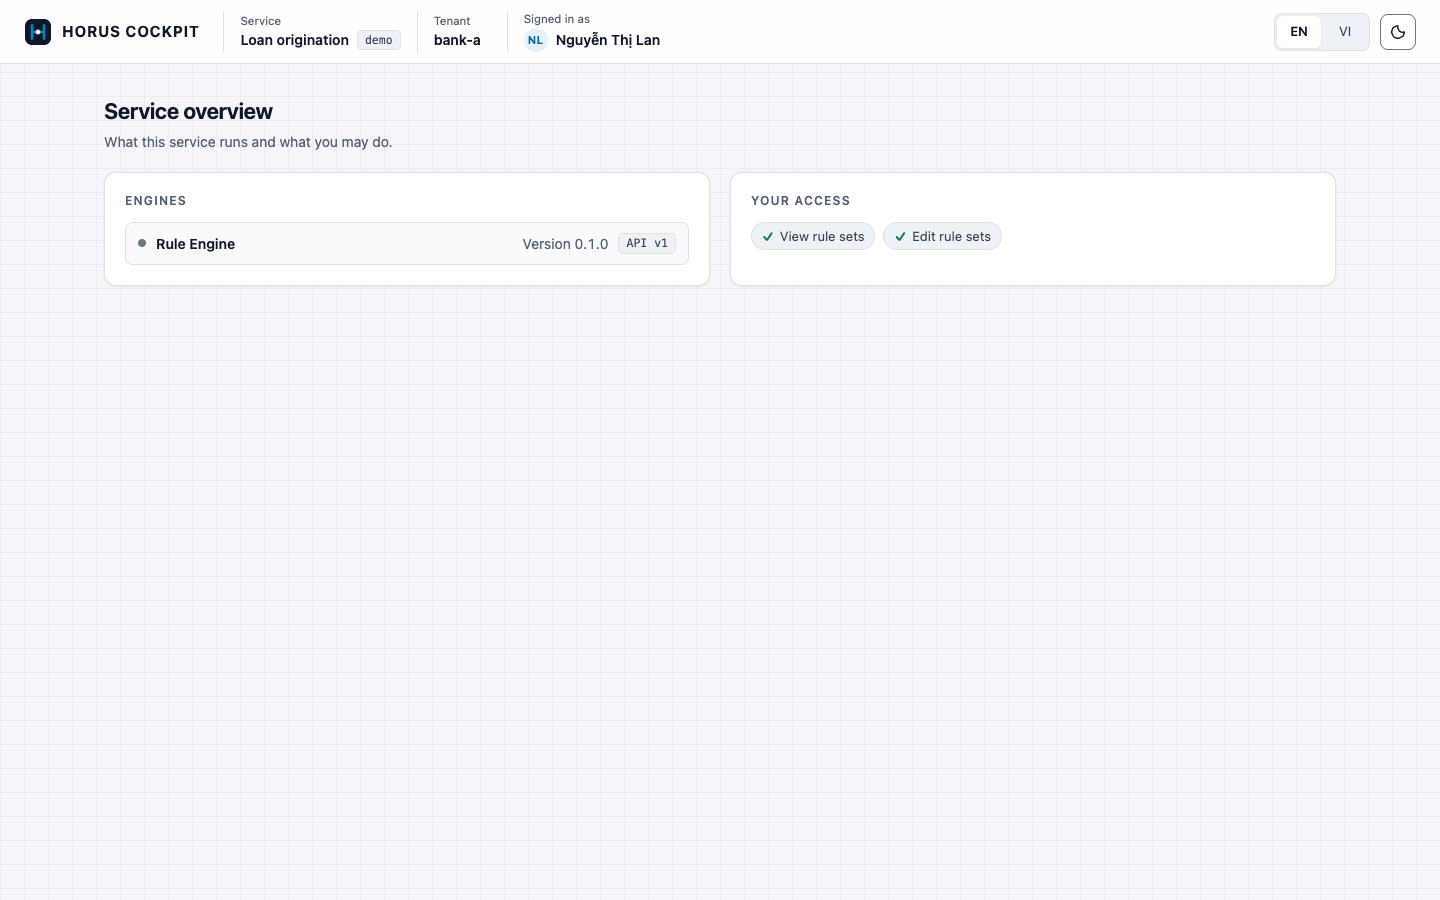 HORUS COCKPIT
Service
Loan origination demo
Tenant
bank-a
Signed in as
NL Nguyễn Thị Lan
EN VI
Service overview
What this service runs and what you may do.
ENGINES
Rule Engine Version 0.1.0 API v1
YOUR ACCESS
View rule sets Edit rule sets